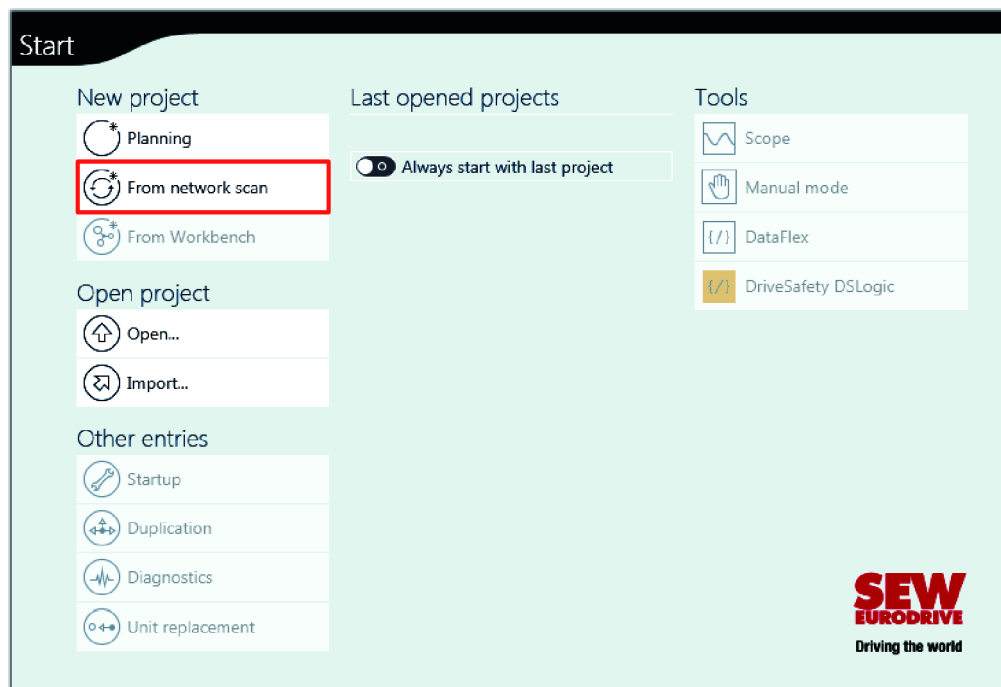 Start
New project
Planning
From network scan
From Workbench
Open project
Open...
Import...
Other entries
Startup
Duplication
Diagnostics
Unit replacement
Last opened projects
Always start with last project
Tools
Scope
Manual mode
{/} DataFlex
{/} DriveSafety DSLogic
SEW
EURODRIVE
Driving the world